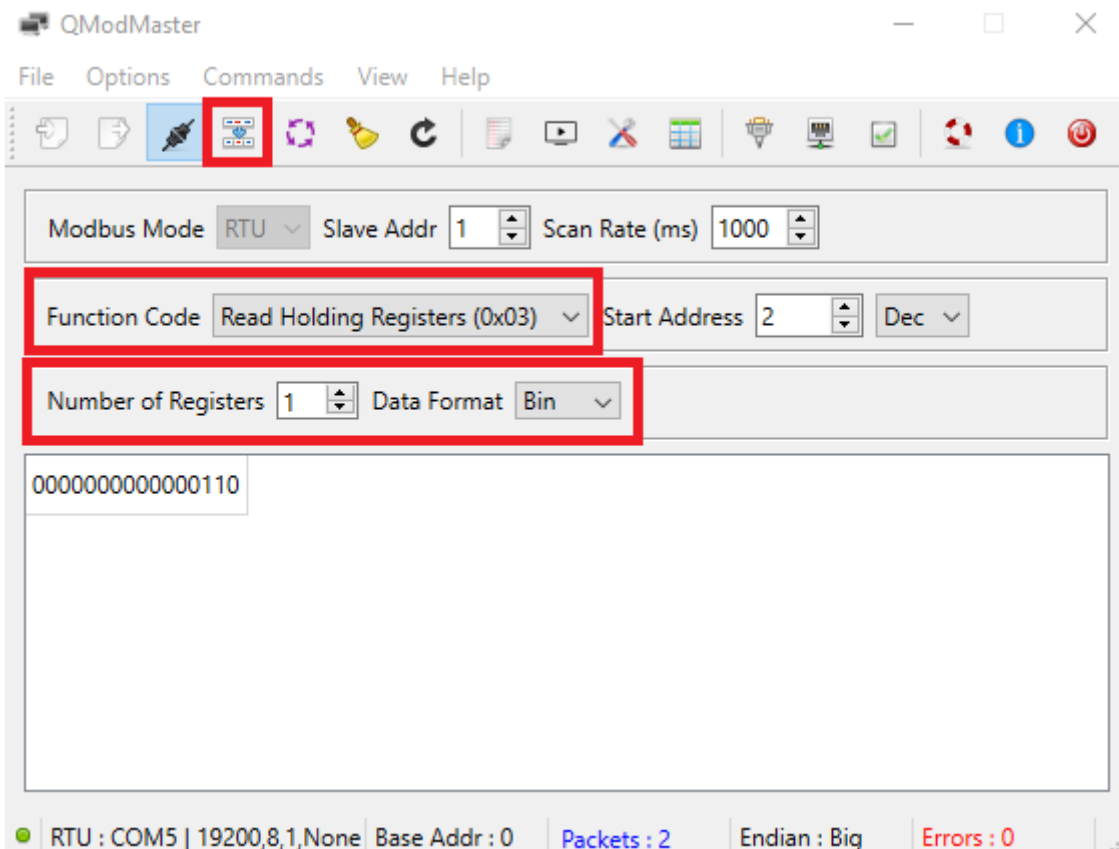 QModMaster
File Options Commands View Help
Modbus Mode RTU Slave Addr 1 Scan Rate (ms) 1000
Function Code Read Holding Registers (0x03) Start Address 2 Dec
Number of Registers 1 Data Format Bin
0000000000000110
RTU : COM5 | 19200,8,1,None Base Addr : 0 Packets : 2 Endian : Big Errors : 0